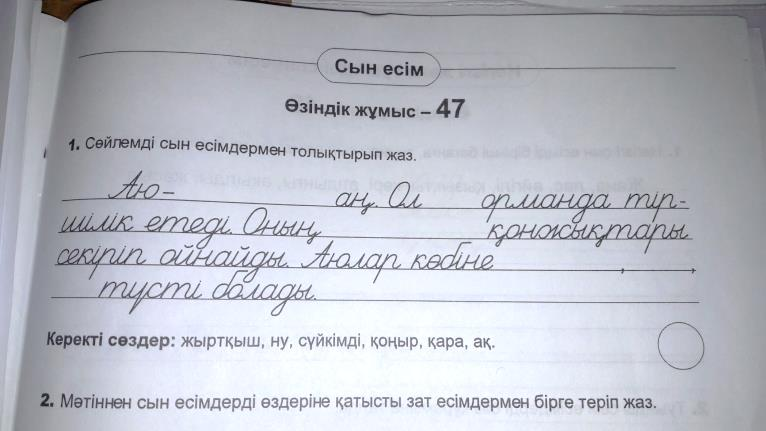 Сын есім
Өзіндік жұмыс – 47
1. Сөйлемді сын есімдермен толықтырып жаз.
Аю- аң. Ол орманда тір-
шілік етеді. Оның қонжықтары
секіріп ойнайды. Аюлар көбіне , ,
түсті болады.
Керекті сөздер: жыртқыш, ну, сүйкімді, қоңыр, қара, ақ.
2. Мәтіннен сын есімдерді өздеріне қатысты зат есімдермен бірге теріп жаз.